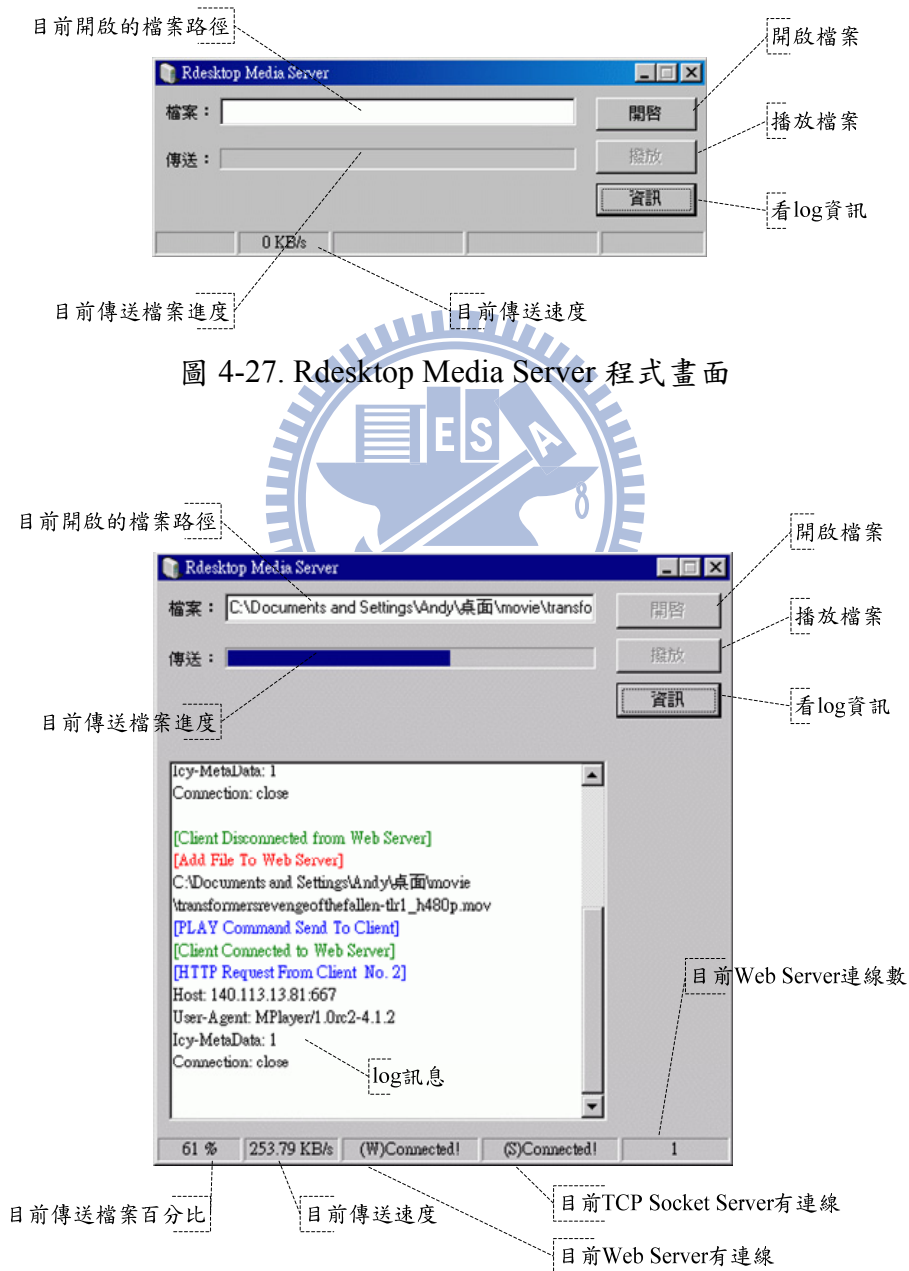 目前開啟的檔案路徑
開啟檔案
Rdesktop Media Server
檔案：
開啓
播放檔案
傳送：
撥放
資訊
看log資訊
0 KB/s
目前傳送檔案進度
目前傳送速度
圖 4-27. Rdesktop Media Server 程式畫面
E S A
8
目前開啟的檔案路徑
開啟檔案
Rdesktop Media Server
檔案：
C:\Documents and Settings\Andy\桌面\movie\transfo
開啓
播放檔案
傳送：
撥放
資訊
看log資訊
目前傳送檔案進度
Icy-MetaData: 1
Connection: close
[Client Disconnected from Web Server]
[Add File To Web Server]
C:\Documents and Settings\Andy\桌面\movie
\transformersrevengeofthefallen-tlr1_h480p.mov
[PLAY Command Send To Client]
[Client Connected to Web Server]
[HTTP Request From Client No. 2]
Host: 140.113.13.81:667
User-Agent: MPlayer/1.0rc2-4.1.2
Icy-MetaData: 1
Connection: close
目前Web Server連線數
log訊息
61 %
253.79 KB/s
(W)Connected!
(S)Connected!
1
目前傳送檔案百分比
目前傳送速度
目前TCP Socket Server有連線
目前Web Server有連線